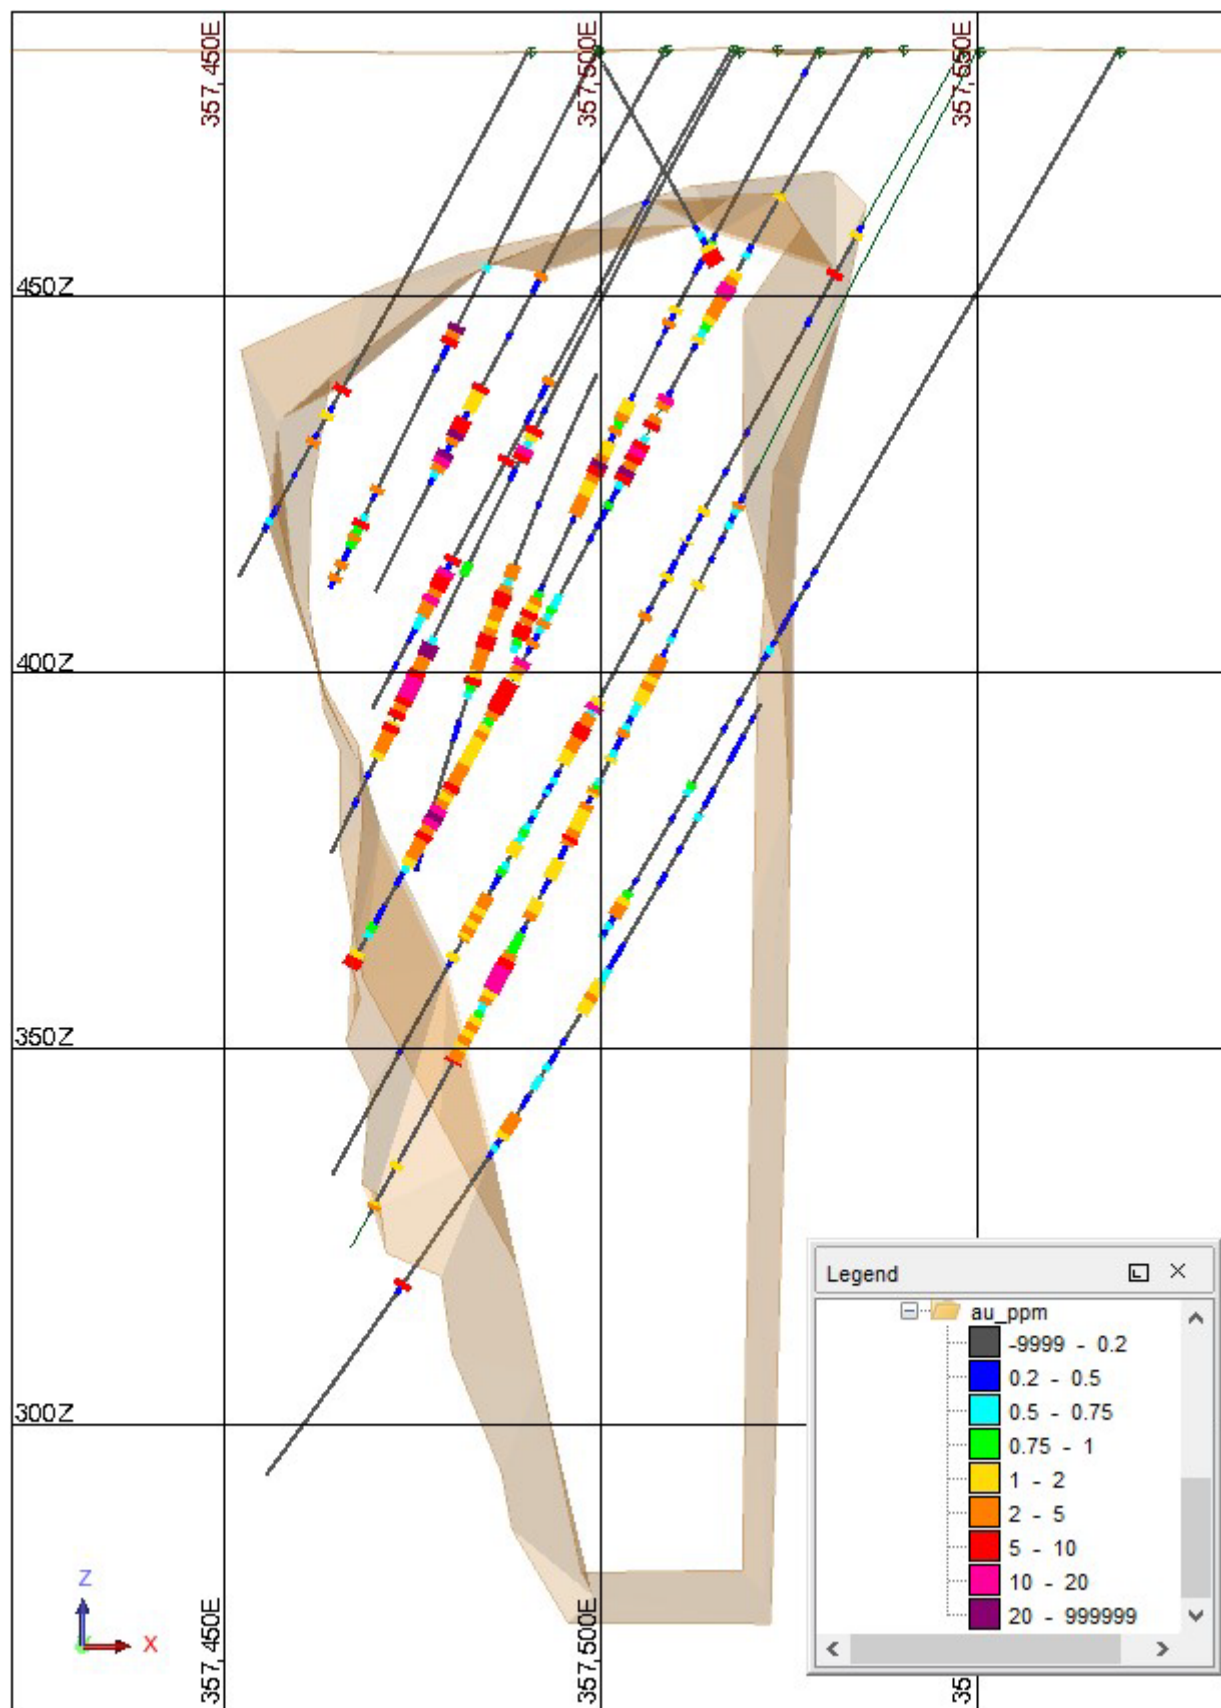 357,450E
357,500E
357,550E
450Z
400Z
350Z
300Z
Z
X
357,450E
357,500E
35
Legend
au_ppm
-9999 - 0.2
0.2 - 0.5
0.5 - 0.75
0.75 - 1
1 - 2
2 - 5
5 - 10
10 - 20
20 - 999999